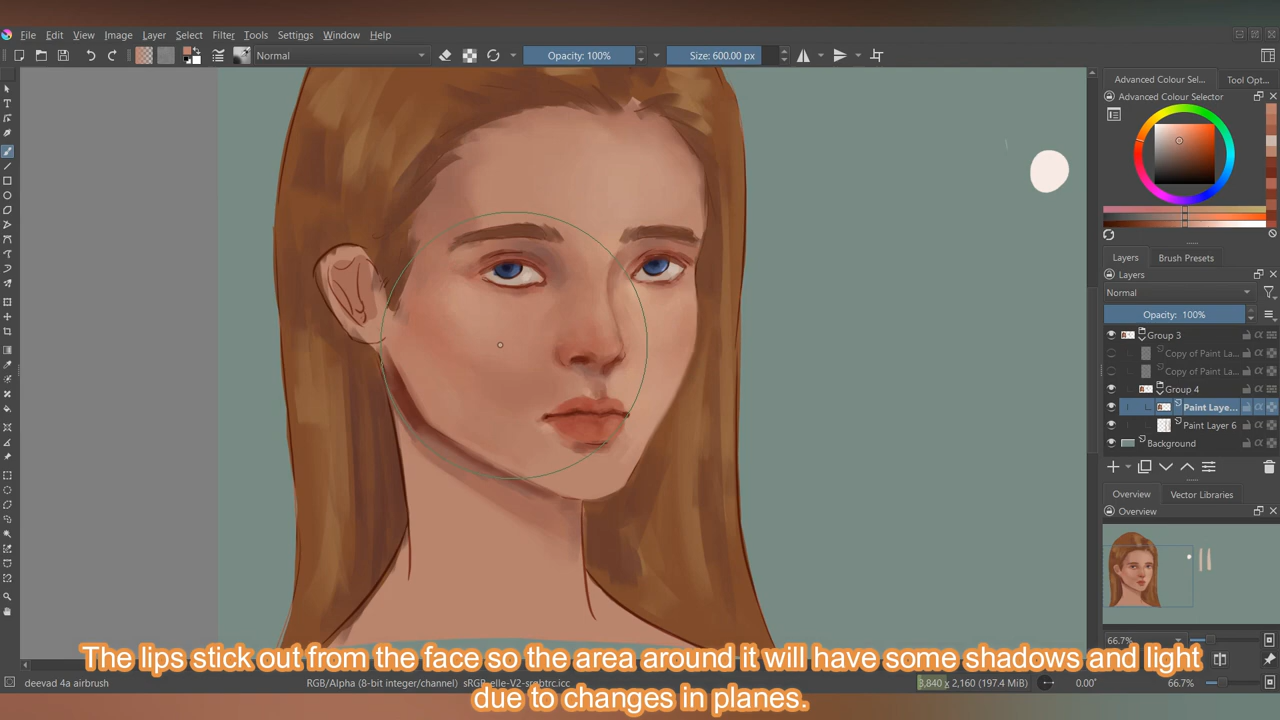 File Edit View Image Layer Select Filter Tools Settings Window Help
Normal Opacity: 100% Size: 600.00 px
Advanced Colour Sel... Tool Opt...
Advanced Colour Selector
Layers Brush Presets
Layers
Normal
Opacity: 100%
Group 3
Copy of Paint La...
Copy of Paint La...
Group 4
Paint Laye...
Paint Layer 6
Background
Overview Vector Libraries
Overview
66.7%
The lips stick out from the face so the area around it will have some shadows and light
due to changes in planes.
deevad 4a airbrush RGB/Alpha (8-bit integer/channel) sRGB-elle-V2-srgbtrc.icc 3,840 x 2,160 (197.4 MiB) 0.00° 66.7%